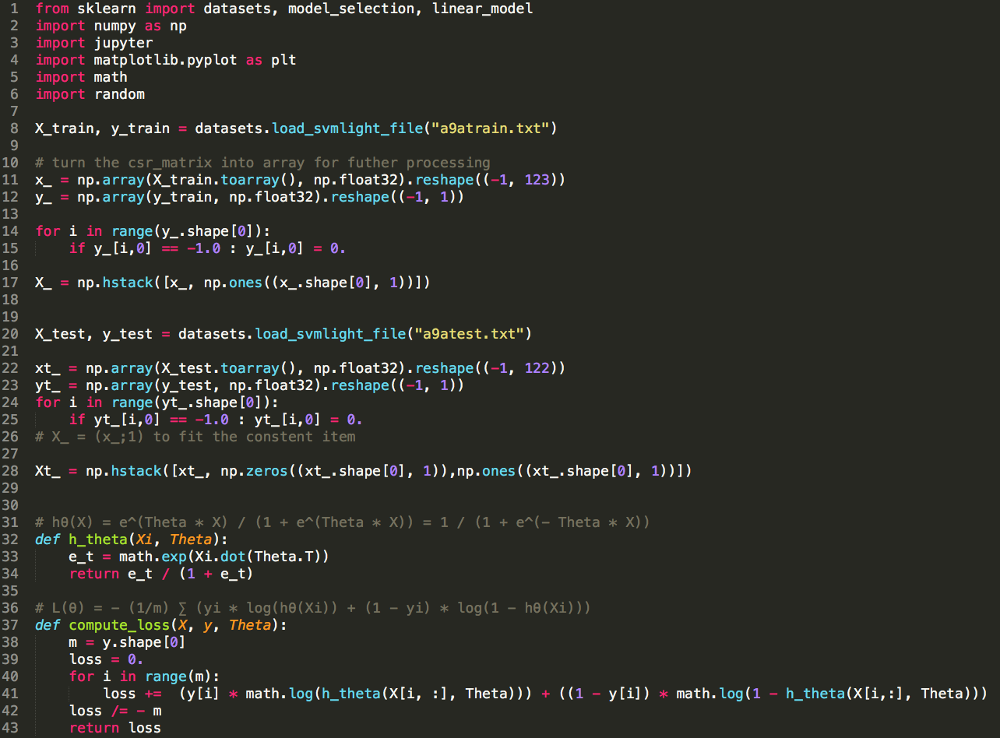 1 from sklearn import datasets, model_selection, linear_model
2 import numpy as np
3 import jupyter
4 import matplotlib.pyplot as plt
5 import math
6 import random
7
8 X_train, y_train = datasets.load_svmlight_file("a9atrain.txt")
9
10 # turn the csr_matrix into array for futher processing
11 x_ = np.array(X_train.toarray(), np.float32).reshape((-1, 123))
12 y_ = np.array(y_train, np.float32).reshape((-1, 1))
13
14 for i in range(y_.shape[0]):
15     if y_[i,0] == -1.0 : y_[i,0] = 0.
16
17 X_ = np.hstack([x_, np.ones((x_.shape[0], 1))])
18
19
20 X_test, y_test = datasets.load_svmlight_file("a9atest.txt")
21
22 xt_ = np.array(X_test.toarray(), np.float32).reshape((-1, 122))
23 yt_ = np.array(y_test, np.float32).reshape((-1, 1))
24 for i in range(yt_.shape[0]):
25     if yt_[i,0] == -1.0 : yt_[i,0] = 0.
26 # X_ = (x_;1) to fit the constent item
27
28 Xt_ = np.hstack([xt_, np.zeros((xt_.shape[0], 1)),np.ones((xt_.shape[0], 1))])
29
30
31 # hθ(X) = e^(Theta * X) / (1 + e^(Theta * X)) = 1 / (1 + e^(- Theta * X))
32 def h_theta(Xi, Theta):
33     e_t = math.exp(Xi.dot(Theta.T))
34     return e_t / (1 + e_t)
35
36 # L(θ) = - (1/m) ∑ (yi * log(hθ(Xi)) + (1 - yi) * log(1 - hθ(Xi)))
37 def compute_loss(X, y, Theta):
38     m = y.shape[0]
39     loss = 0.
40     for i in range(m):
41         loss +=  (y[i] * math.log(h_theta(X[i, :], Theta))) + ((1 - y[i]) * math.log(1 - h_theta(X[i,:], Theta)))
42     loss /= - m
43     return loss